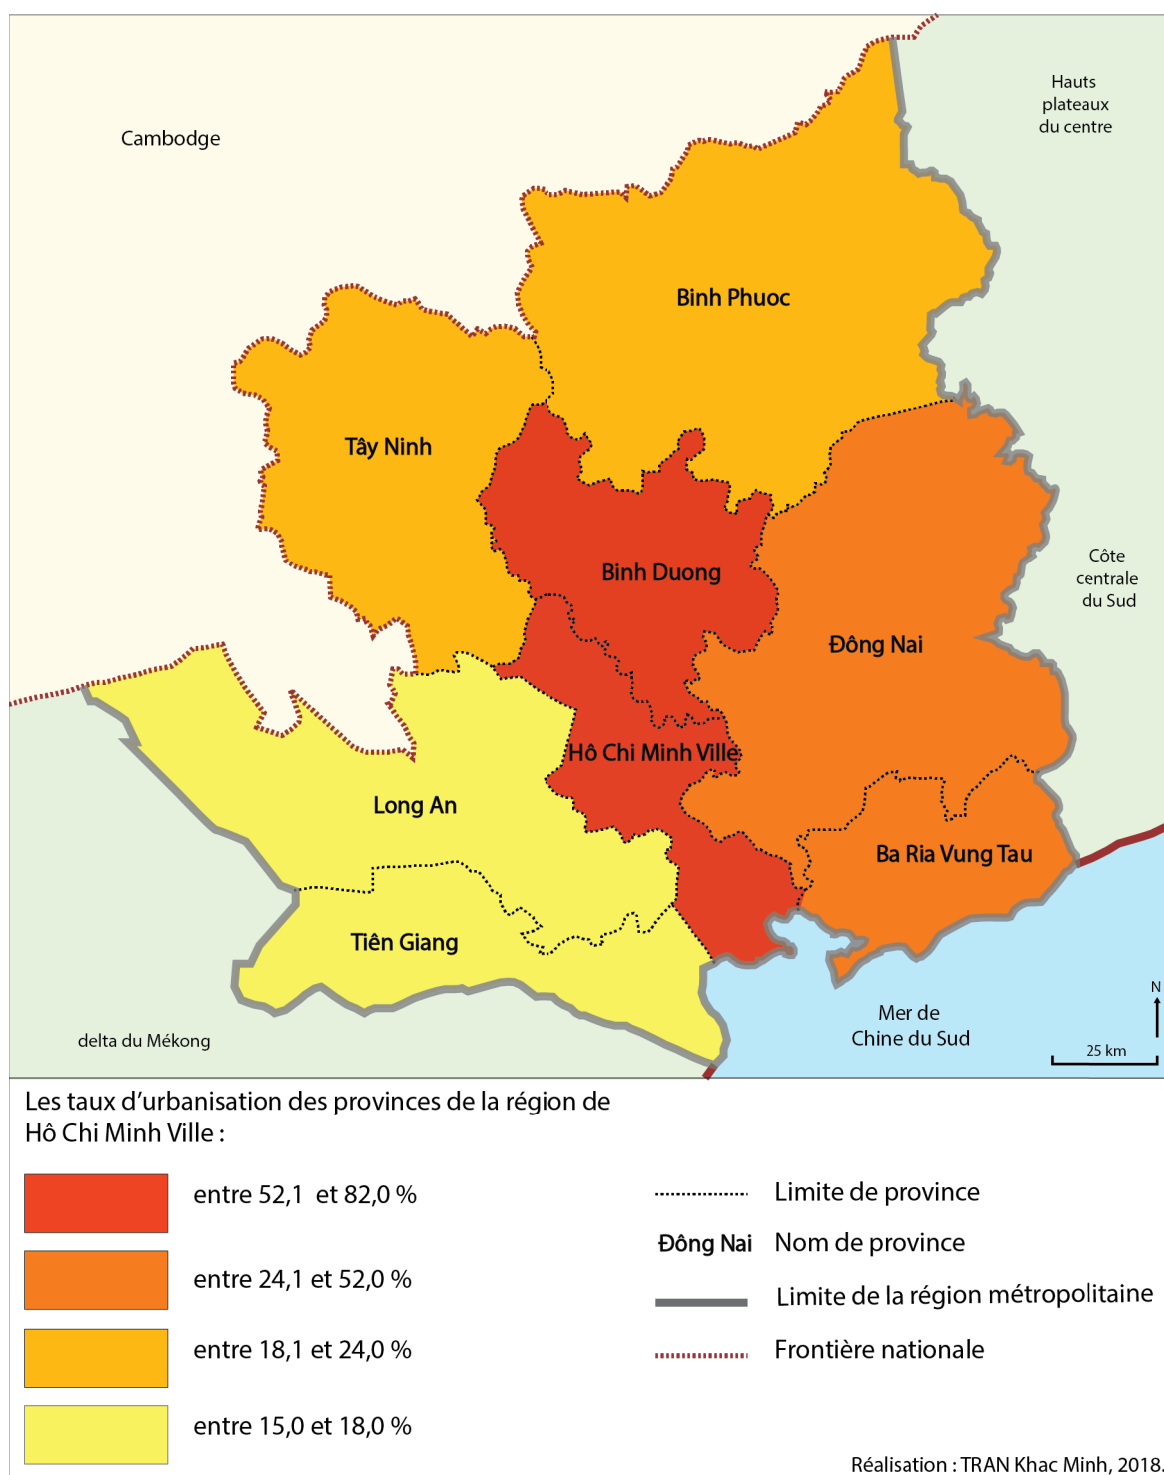 Hauts
plateaux
du centre
Cambodge
Binh Phuoc
Tây Ninh
Binh Duong
Côte
centrale
du Sud
Đông Nai
Hô Chi Minh Ville
Long An
Ba Ria Vung Tau
Tiên Giang
N
Mer de
Chine du Sud
delta du Mékong
25 km
Les taux d'urbanisation des provinces de la région de
Hô Chi Minh Ville :
entre 52,1 et 82,0 %
entre 24,1 et 52,0 %
entre 18,1 et 24,0 %
entre 15,0 et 18,0 %
Limite de province
Đông Nai Nom de province
Limite de la région métropolitaine
Frontière nationale
Réalisation : TRAN Khac Minh, 2018.